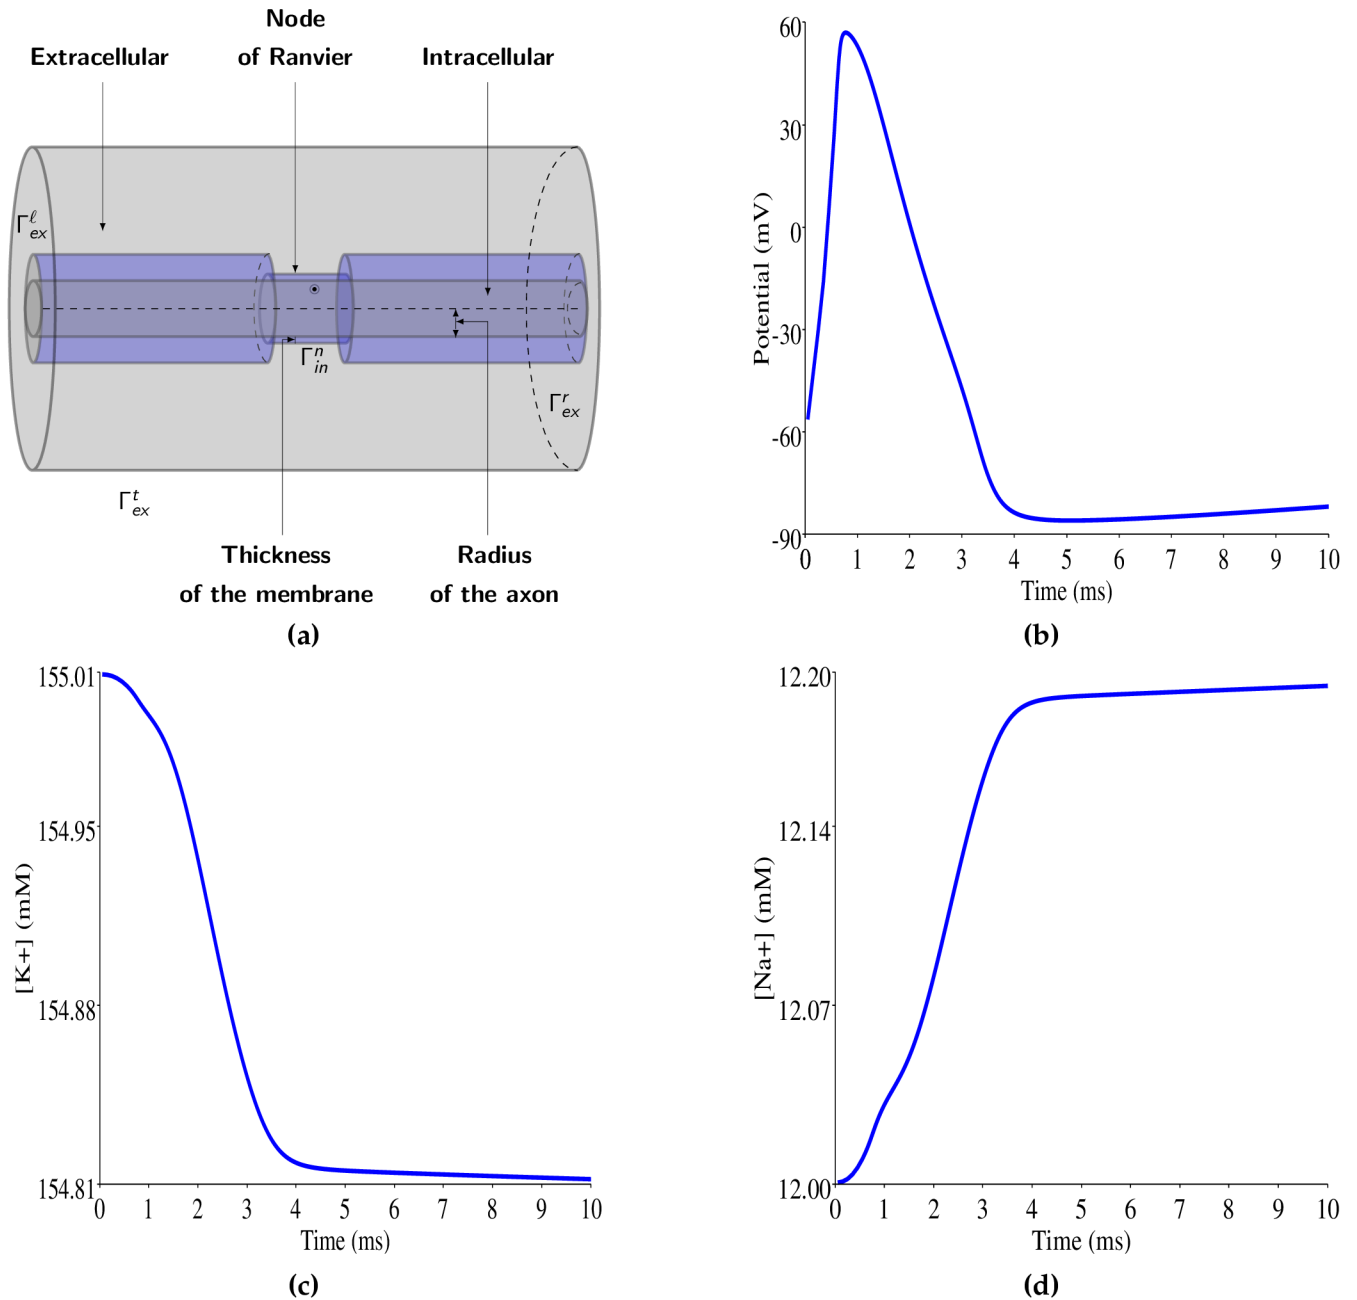 Node
Extracellular of Ranvier Intracellular
Γℓex
Γnin
Γrex
Γtex
Thickness Radius
of the membrane of the axon
(a)
60
30
0
-30
-60
-90
Potential (mV)
0 1 2 3 4 5 6 7 8 9 10
Time (ms)
(b)
155.01
154.95
154.88
154.81
[K+] (mM)
0 1 2 3 4 5 6 7 8 9 10
Time (ms)
(c)
12.20
12.14
12.07
12.00
[Na+] (mM)
0 1 2 3 4 5 6 7 8 9 10
Time (ms)
(d)